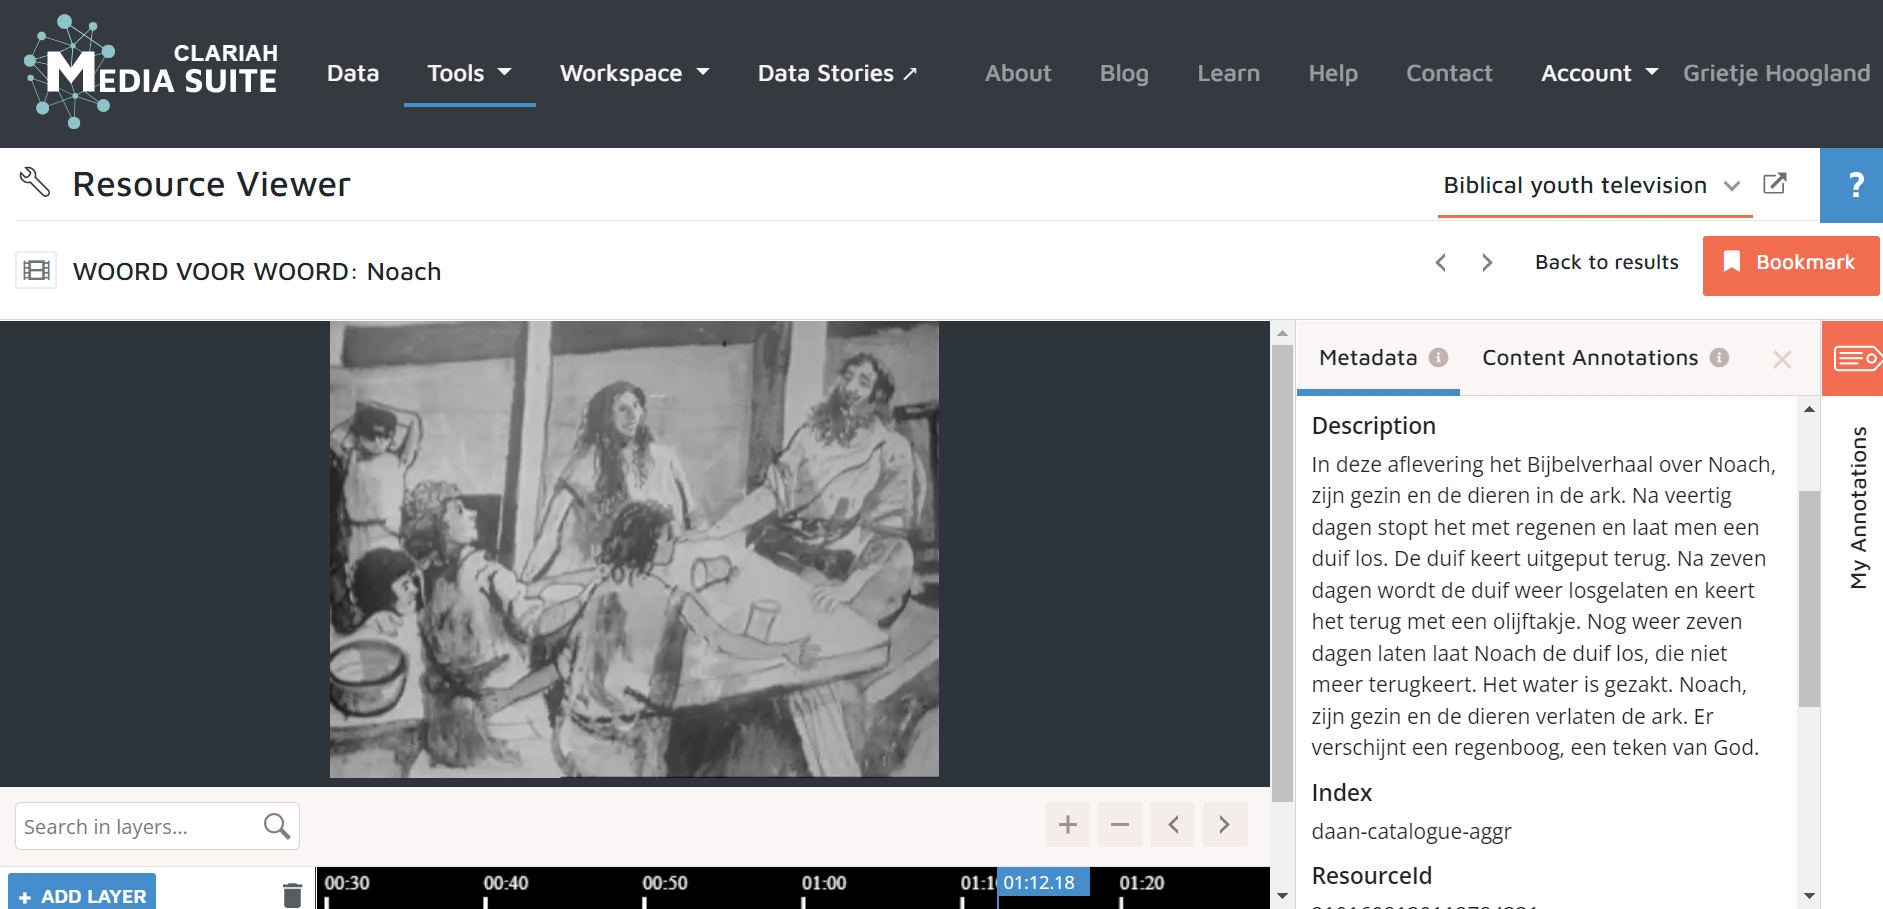 CLARIAH
MEDIA SUITE
Data
Tools
Workspace
Data Stories ↗
About
Blog
Learn
Help
Contact
Account
Grietje Hoogland
Resource Viewer
Biblical youth television
?
WOORD VOOR WOORD: Noach
Back to results
Bookmark
Metadata
Content Annotations
My Annotations
Description
In deze aflevering het Bijbelverhaal over Noach,
zijn gezin en de dieren in de ark. Na veertig
dagen stopt het met regenen en laat men een
duif los. De duif keert uitgeput terug. Na zeven
dagen wordt de duif weer losgelaten en keert
het terug met een olijftakje. Nog weer zeven
dagen laten laat Noach de duif los, die niet
meer terugkeert. Het water is gezakt. Noach,
zijn gezin en de dieren verlaten de ark. Er
verschijnt een regenboog, een teken van God.
Index
daan-catalogue-aggr
ResourceId
Search in layers...
+ ADD LAYER
00:30
00:40
00:50
01:00
01:12.18
01:20